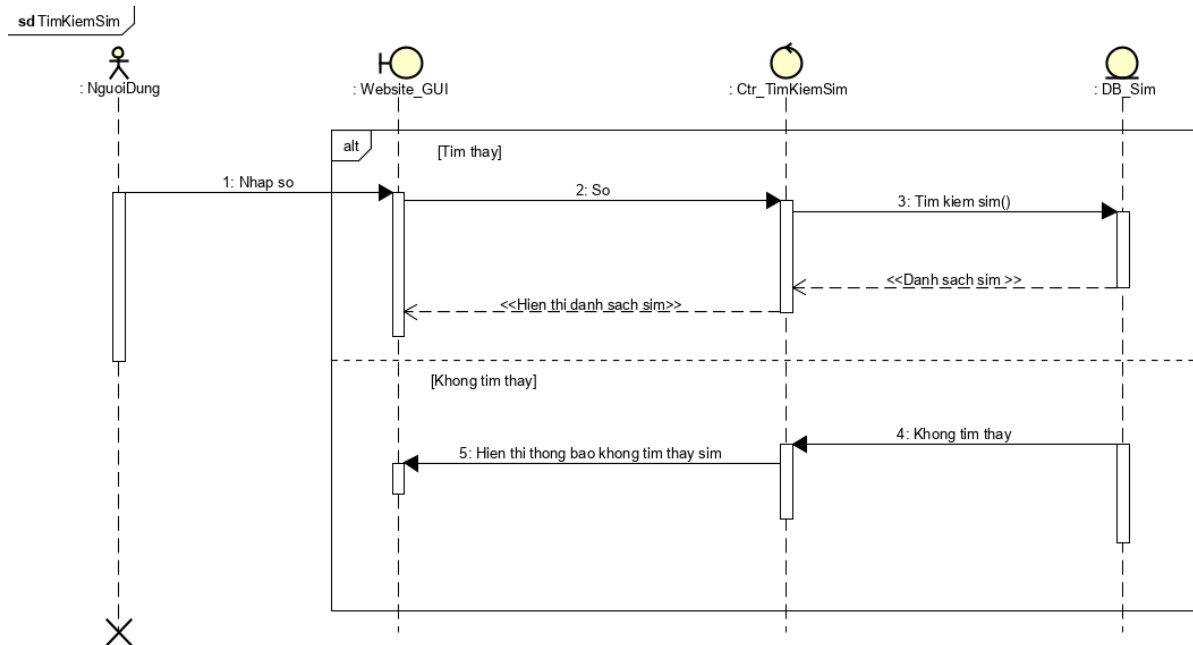 sd TimKiemSim
: NguoiDung
: Website_GUI
: Ctr_TimKiemSim
: DB_Sim
alt
[Tim thay]
1: Nhap so
2: So
3: Tim kiem sim()
<<Danh sach sim >>
<<Hien thi danh sach sim>>
[Khong tim thay]
4: Khong tim thay
5: Hien thi thong bao khong tim thay sim